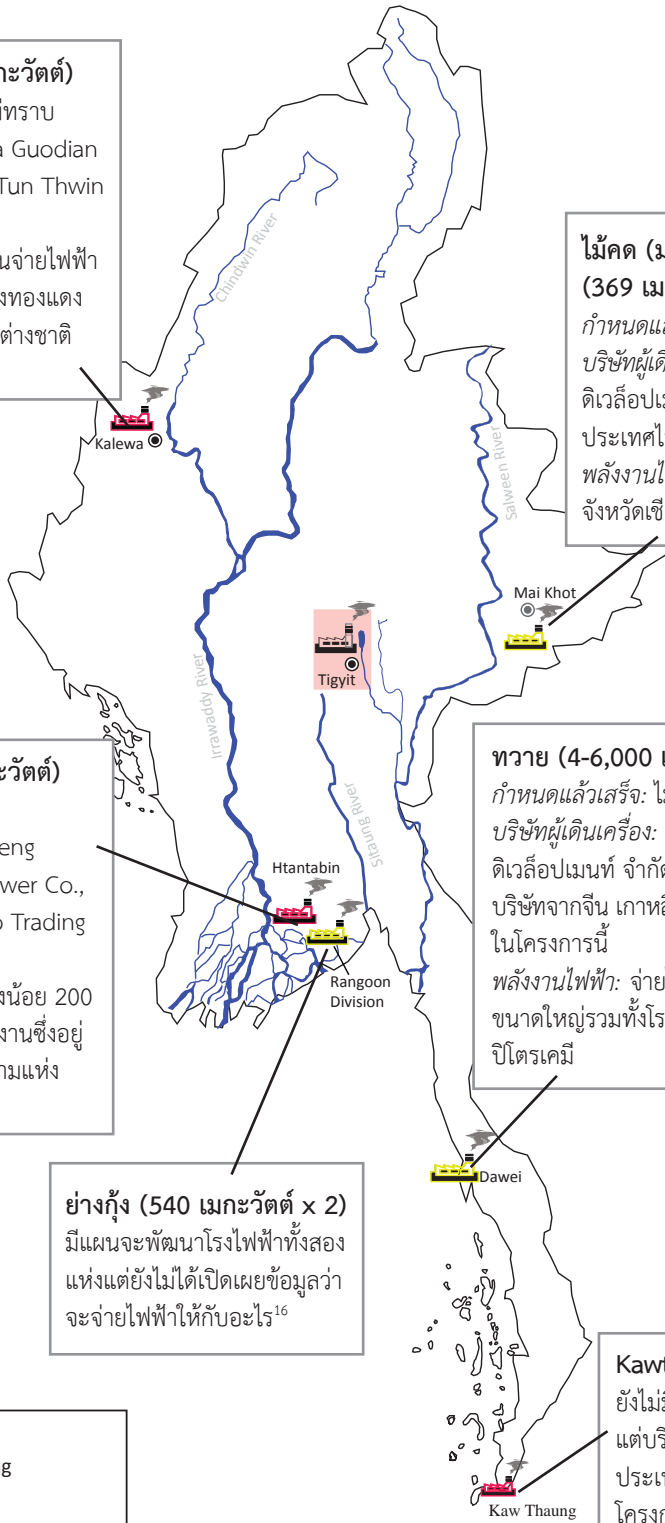 กะวัตต์)
ทราบ
a Guodian
Tun Thwin
นจ่ายไฟฟ้า
งทองแดง
ต่างชาติ
Chindwin River
Kalewa
ไม้คด
(369
กำหนดแล้
บริษัทผู้เดิ
ดิเวล็อปเม
ประเทศไ
พลังงานไ
จังหวัดเชี
Salween River
Mai Khot
Tigyit
Irrawaddy River
Sitaung River
ะวัตต์)
eng
wer Co.,
o Trading
งน้อย 200
งานซึ่งอยู่
ามแห่ง
Htantabin
Rangoon
Division
ทวาย (4-6,000
กำหนดแล้วเสร็จ: ไม
บริษัทผู้เดินเครื่อง:
ดิเวล็อปเมนท์ จำกัด
บริษัทจากจีน เกาหลี
ในโครงการนี้
พลังงานไฟฟ้า: จ่าย
ขนาดใหญ่รวมทั้งโร
ปิโตรเคมี
Dawei
ย่างกุ้ง (540 เมกะวัตต์ x 2)
มีแผนจะพัฒนาโรงไฟฟ้าทั้งสอง
แห่งแต่ยังไม่ได้เปิดเผยข้อมูลว่า
จะจ่ายไฟฟ้าให้กับอะไร16
g
Kawt
ยังไม่มี
แต่บริ
ประเท
โครงก
Kaw Thaung